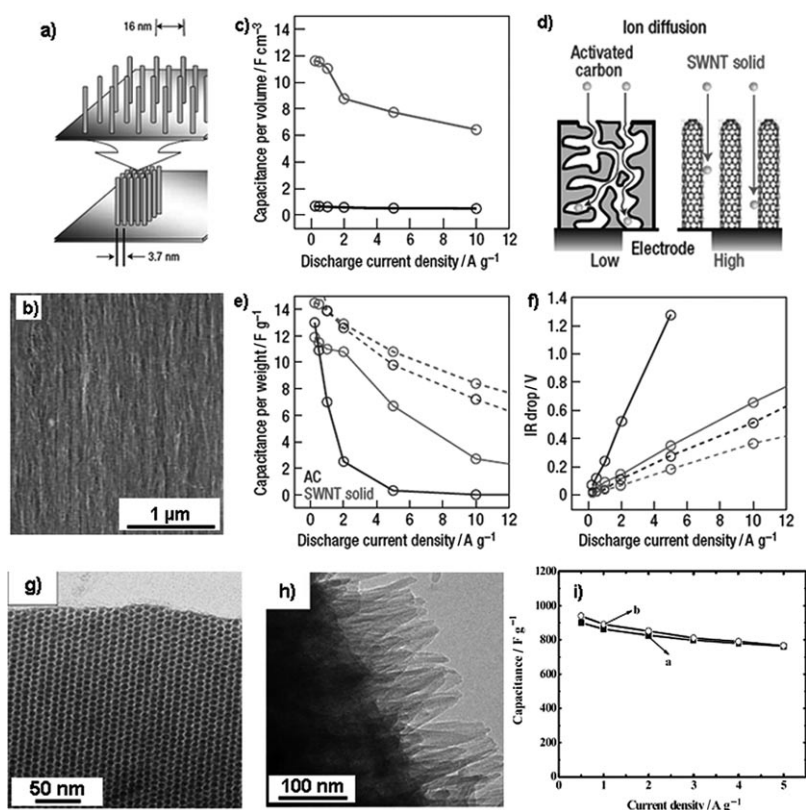 a)
16 nm
3.7 nm
c)
Capacitance per volume / F cm⁻³
14
12
10
8
6
4
2
0
0 2 4 6 8 10 12
Discharge current density / A g⁻¹
d)
Ion diffusion
Activated
carbon
SWNT solid
Electrode
Low
High
b)
1 µm
e)
Capacitance per weight / F g⁻¹
14
12
10
8
6
4
2
0
AC
SWNT solid
0 2 4 6 8 10 12
Discharge current density / A g⁻¹
f)
IR drop / V
1.4
1.2
1.0
0.8
0.6
0.4
0.2
0
0 2 4 6 8 10 12
Discharge current density / A g⁻¹
g)
50 nm
h)
100 nm
i)
Capacitance / F g⁻¹
1000
800
600
400
200
0
b
a
0 1 2 3 4 5
Current density / A g⁻¹